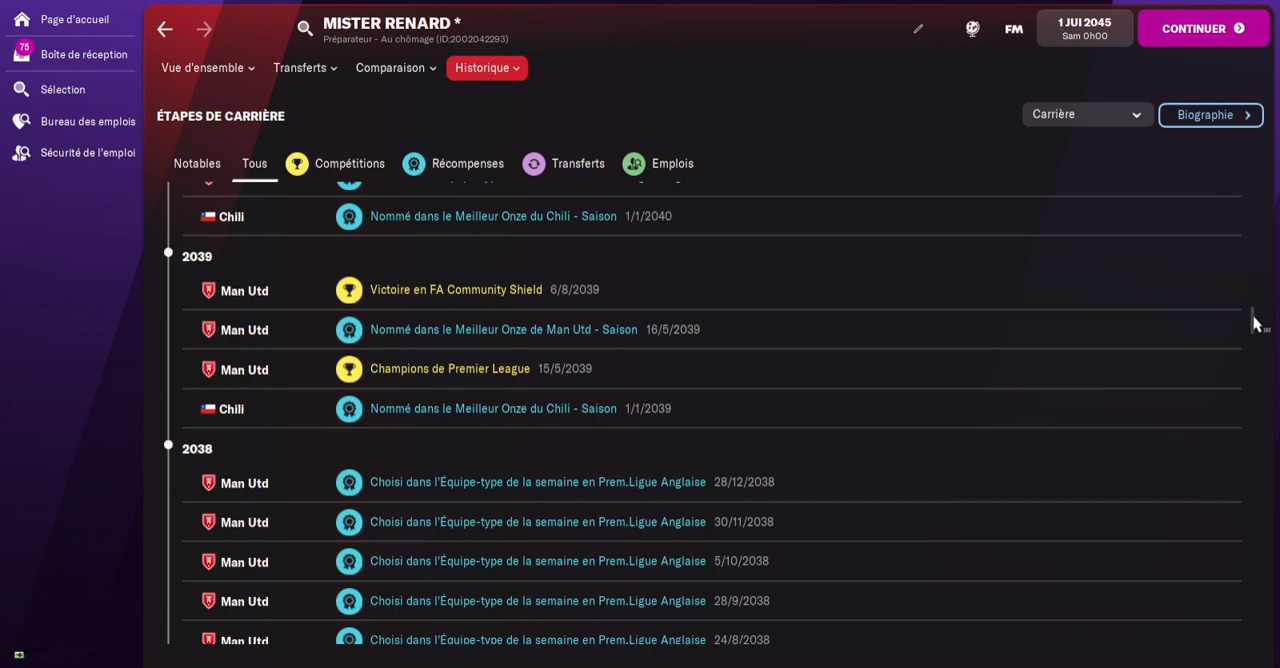 Page d'accueil
75
Boîte de réception
Sélection
Bureau des emplois
Sécurité de l'emploi
MISTER RENARD *
Préparateur - Au chômage (ID:2002042293)
FM
1 JUI 2045
Sam 0h00
CONTINUER
Vue d'ensemble
Transferts
Comparaison
Historique
ÉTAPES DE CARRIÈRE
Carrière
Biographie
Notables
Tous
Compétitions
Récompenses
Transferts
Emplois
Chili Nommé dans le Meilleur Onze du Chili - Saison 1/1/2040
2039
Man Utd Victoire en FA Community Shield 6/8/2039
Man Utd Nommé dans le Meilleur Onze de Man Utd - Saison 16/5/2039
Man Utd Champions de Premier League 15/5/2039
Chili Nommé dans le Meilleur Onze du Chili - Saison 1/1/2039
2038
Man Utd Choisi dans l'Équipe-type de la semaine en Prem.Ligue Anglaise 28/12/2038
Man Utd Choisi dans l'Équipe-type de la semaine en Prem.Ligue Anglaise 30/11/2038
Man Utd Choisi dans l'Équipe-type de la semaine en Prem.Ligue Anglaise 5/10/2038
Man Utd Choisi dans l'Équipe-type de la semaine en Prem.Ligue Anglaise 28/9/2038
Man Utd Choisi dans l'Équipe-type de la semaine en Prem.Ligue Anglaise 24/8/2038